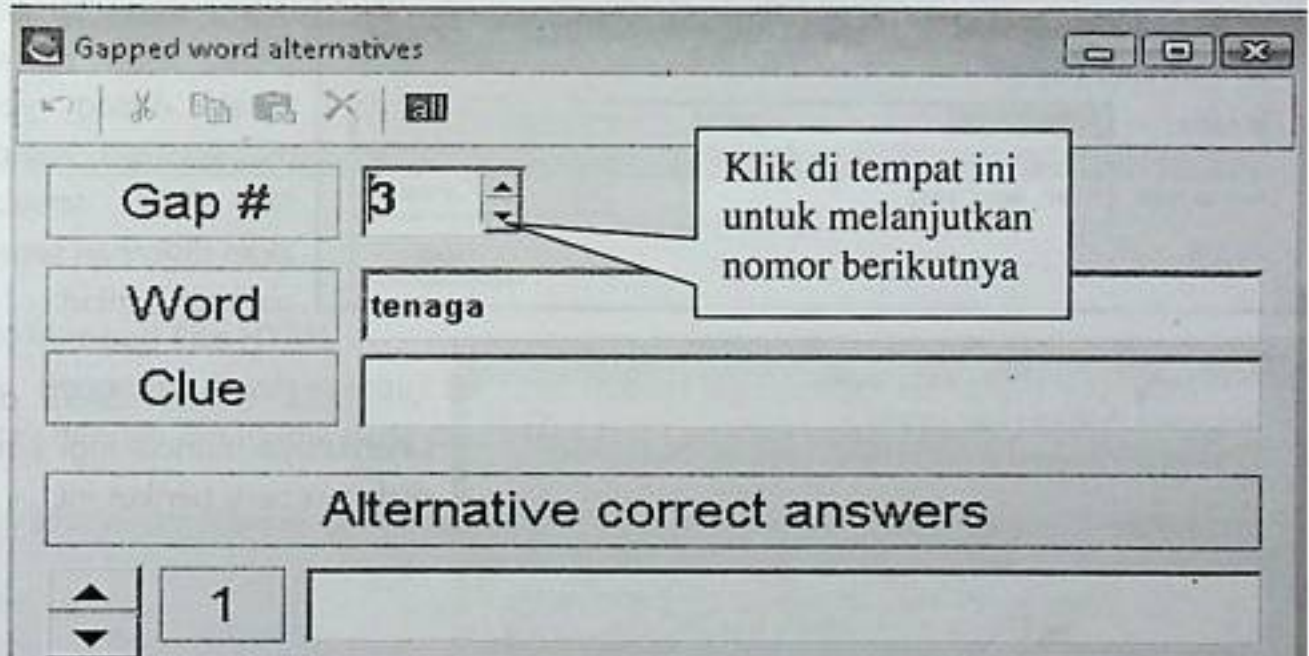 Gapped word alternatives
all
Gap #
3
Klik di tempat ini
untuk melanjutkan
nomor berikutnya
Word
tenaga
Clue
Alternative correct answers
1